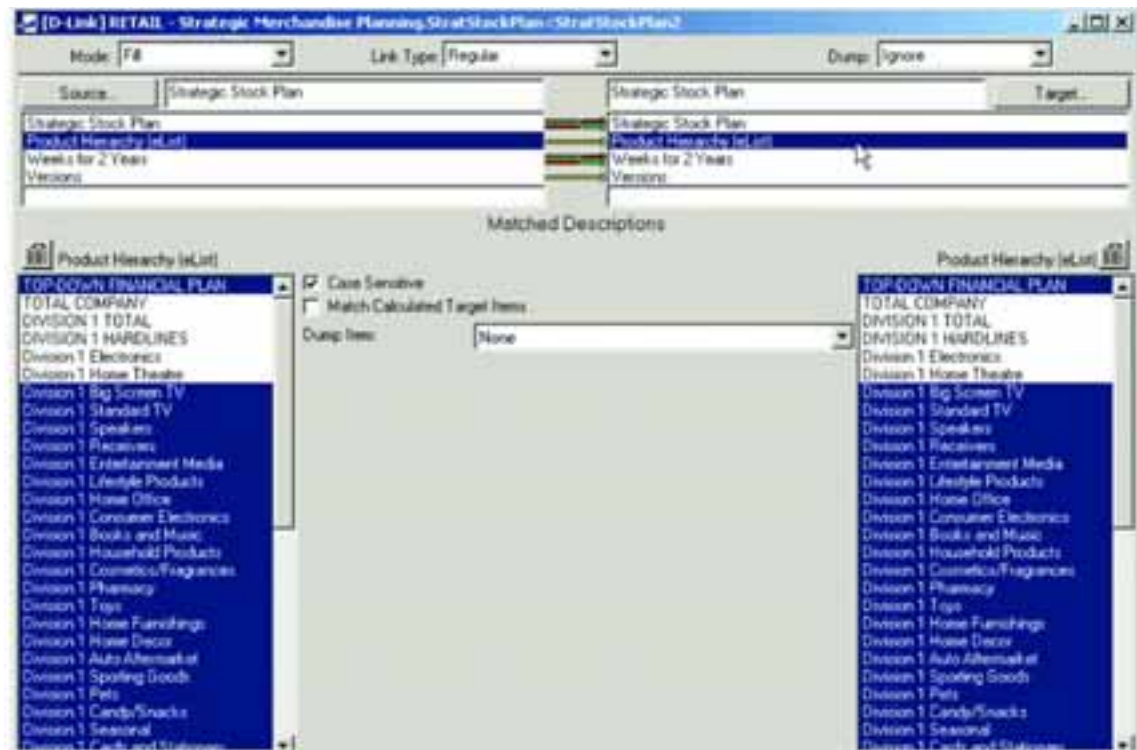 [D-Link] RETAIL - Strategic Merchandise Planning.StratStockPlan<StratStockPlan2
Mode: Fill Link Type: Regular Dump: Ignore
Source... Strategic Stock Plan Strategic Stock Plan Target...
Strategic Stock Plan Strategic Stock Plan
Product Hierarchy (eList) Product Hierarchy (eList)
Weeks for 2 Years Weeks for 2 Years
Versions Versions
Matched Descriptions
Product Hierarchy (eList) Product Hierarchy (eList)
TOP-DOWN FINANCIAL PLAN Case Sensitive TOP-DOWN FINANCIAL PLAN
TOTAL COMPANY Match Calculated Target Items TOTAL COMPANY
DIVISION 1 TOTAL Dump Item: None DIVISION 1 TOTAL
DIVISION 1 HARDLINES DIVISION 1 HARDLINES
Division 1 Electronics Division 1 Electronics
Division 1 Home Theatre Division 1 Home Theatre
Division 1 Big Screen TV Division 1 Big Screen TV
Division 1 Standard TV Division 1 Standard TV
Division 1 Speakers Division 1 Speakers
Division 1 Receivers Division 1 Receivers
Division 1 Entertainment Media Division 1 Entertainment Media
Division 1 Lifestyle Products Division 1 Lifestyle Products
Division 1 Home Office Division 1 Home Office
Division 1 Consumer Electronics Division 1 Consumer Electronics
Division 1 Books and Music Division 1 Books and Music
Division 1 Household Products Division 1 Household Products
Division 1 Cosmetics/Fragrances Division 1 Cosmetics/Fragrances
Division 1 Pharmacy Division 1 Pharmacy
Division 1 Toys Division 1 Toys
Division 1 Home Furnishings Division 1 Home Furnishings
Division 1 Home Decor Division 1 Home Decor
Division 1 Auto Aftermarket Division 1 Auto Aftermarket
Division 1 Sporting Goods Division 1 Sporting Goods
Division 1 Pets Division 1 Pets
Division 1 Candy/Snacks Division 1 Candy/Snacks
Division 1 Seasonal Division 1 Seasonal